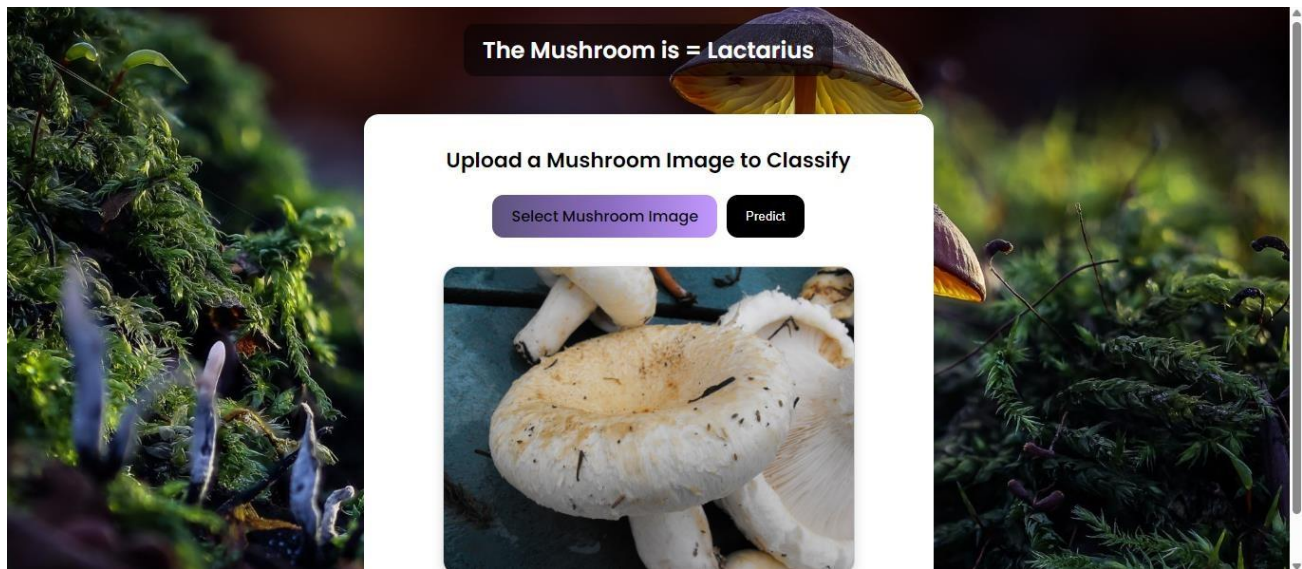 The Mushroom is = Lactarius
Upload a Mushroom Image to Classify
Select Mushroom Image
Predict